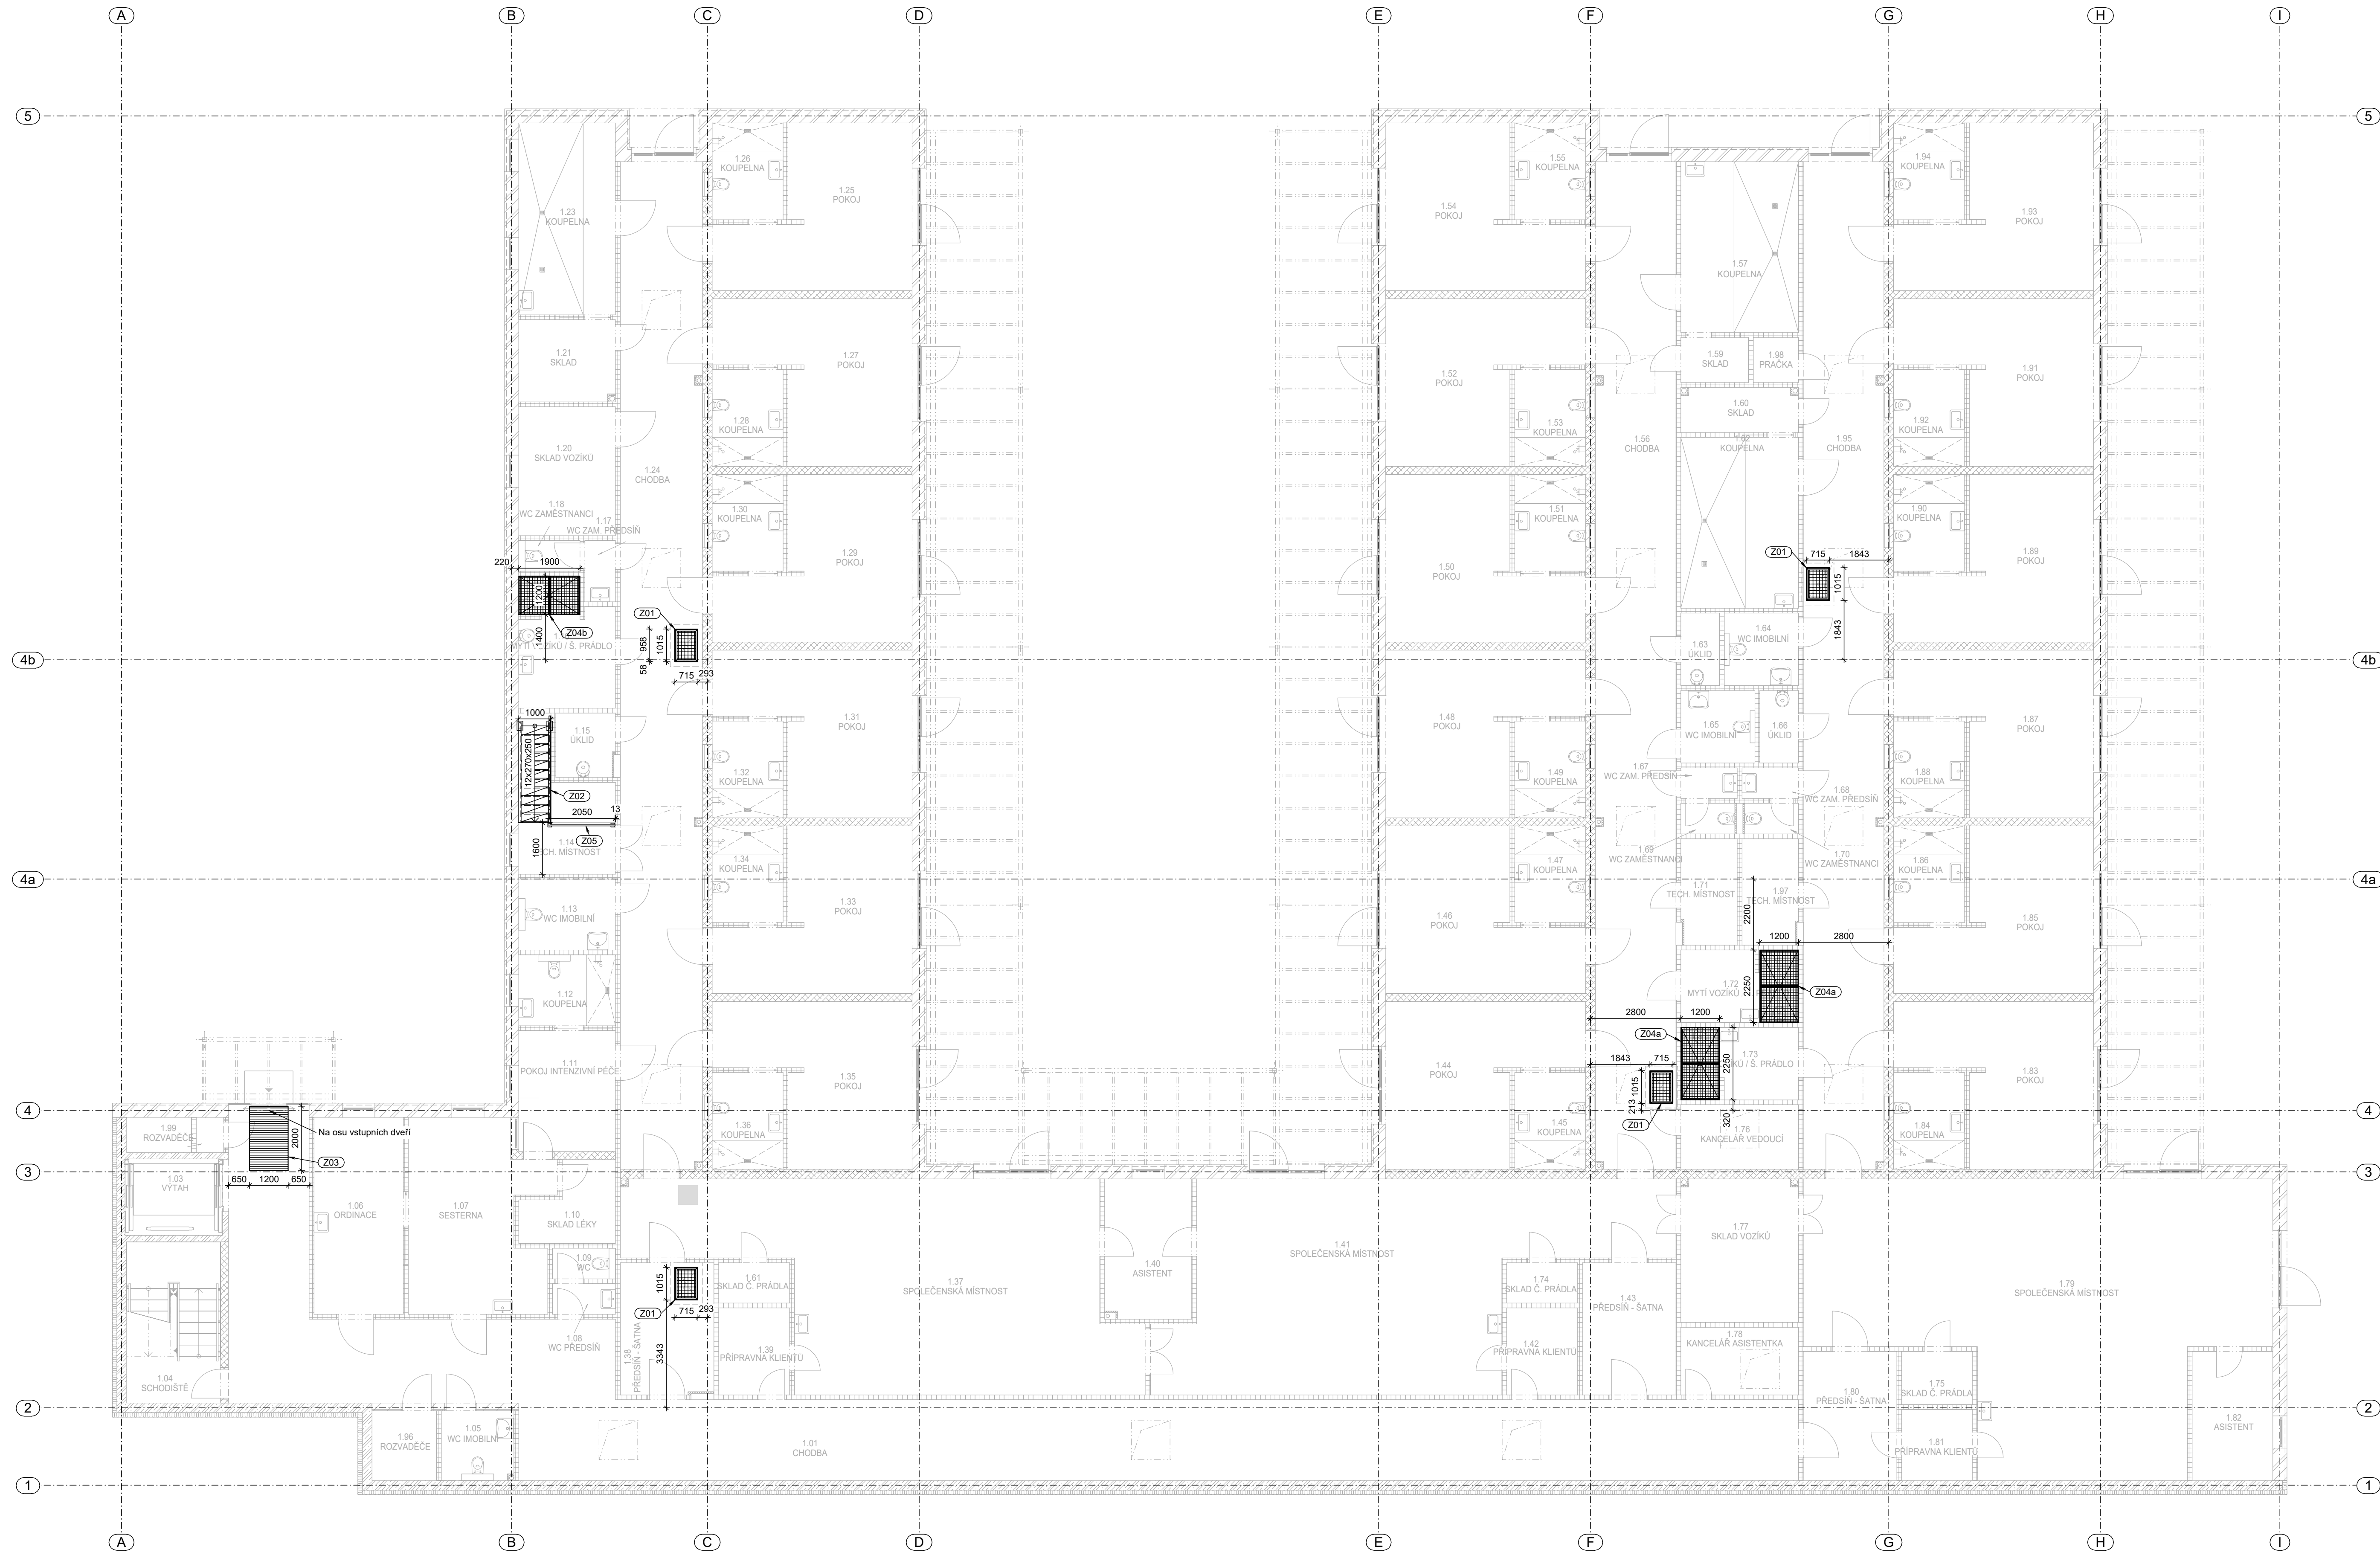 A
B
C
D
E
F
G
H
I
5
5
1.26
KOUPELNA
1.25
POKOJ
1.23
KOUPELNA
1.55
KOUPELNA
1.54
POKOJ
1.57
KOUPELNA
1.94
KOUPELNA
1.93
POKOJ
1.21
SKLAD
1.27
POKOJ
1.28
KOUPELNA
1.52
POKOJ
1.53
KOUPELNA
1.59
SKLAD
1.98
PRAČKA
1.60
SKLAD
1.91
POKOJ
1.92
KOUPELNA
1.20
SKLAD VOZÍKŮ
1.24
CHODBA
1.56
CHODBA
1.62
KOUPELNA
1.95
CHODBA
1.18
WC ZAMĚSTNANCI
1.17
WC ZAM. PŘEDSÍŇ
1.30
KOUPELNA
1.29
POKOJ
1.51
KOUPELNA
1.50
POKOJ
1.90
KOUPELNA
1.89
POKOJ
220
1900
1200
1400
Z04b
MYTÍ VOZÍKŮ / Š. PRÁDLO
Z01
958
1015
58
715
293
Z01
715
1843
1015
1843
4b
4b
1.63
ÚKLID
1.64
WC IMOBILNÍ
1.65
WC IMOBILNÍ
1.66
ÚKLID
1000
12x270x250
1.15
ÚKLID
Z02
2050
13
Z05
1600
1.14
CH. MÍSTNOST
1.31
POKOJ
1.32
KOUPELNA
1.48
POKOJ
1.49
KOUPELNA
1.67
WC ZAM. PŘEDSÍŇ
1.68
WC ZAM. PŘEDSÍŇ
1.87
POKOJ
1.88
KOUPELNA
1.34
KOUPELNA
1.33
POKOJ
1.47
KOUPELNA
1.46
POKOJ
1.69
WC ZAMĚSTNANCI
1.70
WC ZAMĚSTNANCI
1.86
KOUPELNA
1.85
POKOJ
4a
4a
1.71
TECH. MÍSTNOST
1.97
TECH. MÍSTNOST
2200
1200
2800
2250
Z04a
1.72
MYTÍ VOZÍKŮ
1.13
WC IMOBILNÍ
1.12
KOUPELNA
1.11
POKOJ INTENZIVNÍ PÉČE
1.35
POKOJ
1.36
KOUPELNA
1.44
POKOJ
1.45
KOUPELNA
2800
1200
Z04a
1843
715
1015
213
Z01
2250
320
1.73
KŮ / Š. PRÁDLO
1.76
KANCELÁŘ VEDOUCÍ
1.83
POKOJ
1.84
KOUPELNA
4
4
1.99
ROZVADĚČE
Na osu vstupních dveří
2000
Z03
650
1200
650
3
3
1.03
VÝTAH
1.06
ORDINACE
1.07
SESTERNA
1.10
SKLAD LÉKY
1.09
WC
1.08
WC PŘEDSÍŇ
1.04
SCHODIŠTĚ
1015
Z01
715
293
3343
1.38
PŘEDSÍŇ - ŠATNA
1.61
SKLAD Č. PRÁDLA
1.39
PŘÍPRAVNA KLIENTŮ
1.37
SPOLEČENSKÁ MÍSTNOST
1.40
ASISTENT
1.41
SPOLEČENSKÁ MÍSTNOST
1.74
SKLAD Č. PRÁDLA
1.42
PŘÍPRAVNA KLIENTŮ
1.43
PŘEDSÍŇ - ŠATNA
1.77
SKLAD VOZÍKŮ
1.78
KANCELÁŘ ASISTENTKA
1.79
SPOLEČENSKÁ MÍSTNOST
1.80
PŘEDSÍŇ - ŠATNA
1.75
SKLAD Č. PRÁDLA
1.81
PŘÍPRAVNA KLIENTŮ
1.82
ASISTENT
2
2
1.96
ROZVADĚČE
1.05
WC IMOBILNÍ
1.01
CHODBA
1
1
A
B
C
D
E
F
G
H
I